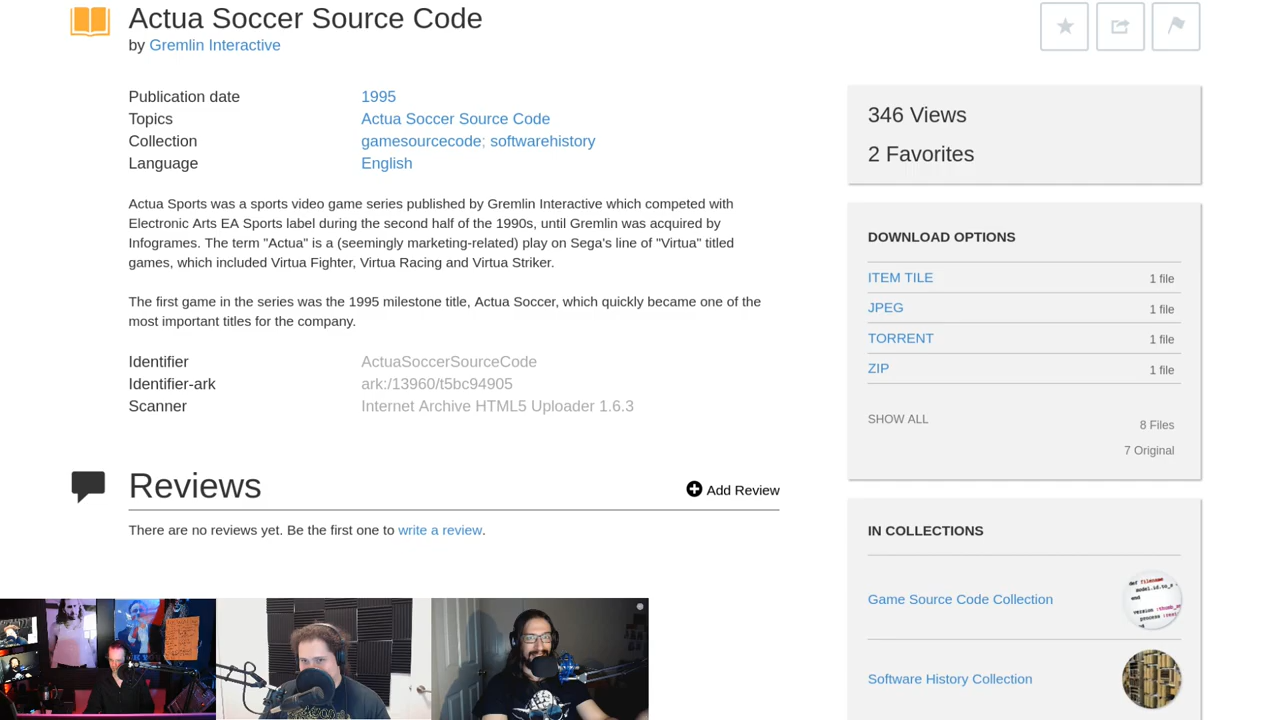 Actua Soccer Source Code
by Gremlin Interactive
Publication date 1995
Topics Actua Soccer Source Code
Collection gamesourcecode; softwarehistory
Language English
Actua Sports was a sports video game series published by Gremlin Interactive which competed with
Electronic Arts EA Sports label during the second half of the 1990s, until Gremlin was acquired by
Infogrames. The term "Actua" is a (seemingly marketing-related) play on Sega's line of "Virtua" titled
games, which included Virtua Fighter, Virtua Racing and Virtua Striker.
The first game in the series was the 1995 milestone title, Actua Soccer, which quickly became one of the
most important titles for the company.
Identifier ActuaSoccerSourceCode
Identifier-ark ark:/13960/t5bc94905
Scanner Internet Archive HTML5 Uploader 1.6.3
Reviews
Add Review
There are no reviews yet. Be the first one to write a review.
346 Views
2 Favorites
DOWNLOAD OPTIONS
ITEM TILE 1 file
JPEG 1 file
TORRENT 1 file
ZIP 1 file
SHOW ALL 8 Files
7 Original
IN COLLECTIONS
Game Source Code Collection
Software History Collection